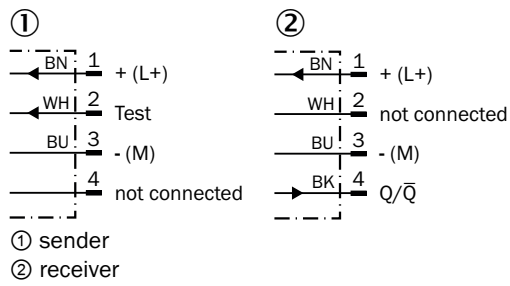 ① ②
BN 1 + (L+) BN 1 + (L+)
WH 2 Test WH 2 not connected
BU 3 - (M) BU 3 - (M)
4 not connected BK 4 Q/Q̅
① sender
② receiver